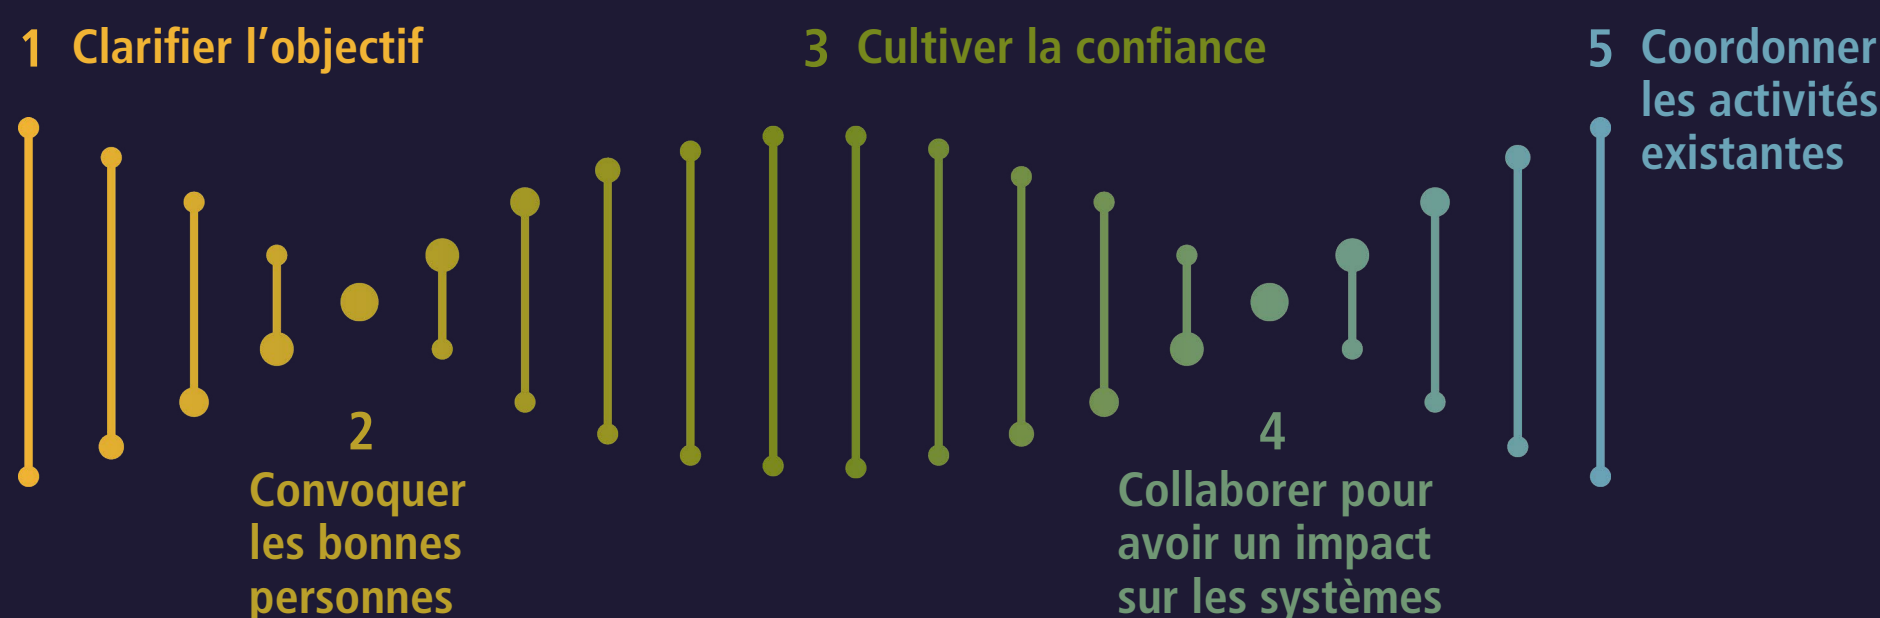 1 Clarifier l’objectif
2
Convoquer
les bonnes
personnes
3 Cultiver la confiance
4
Collaborer pour
avoir un impact
sur les systèmes
5 Coordonner
les activités
existantes